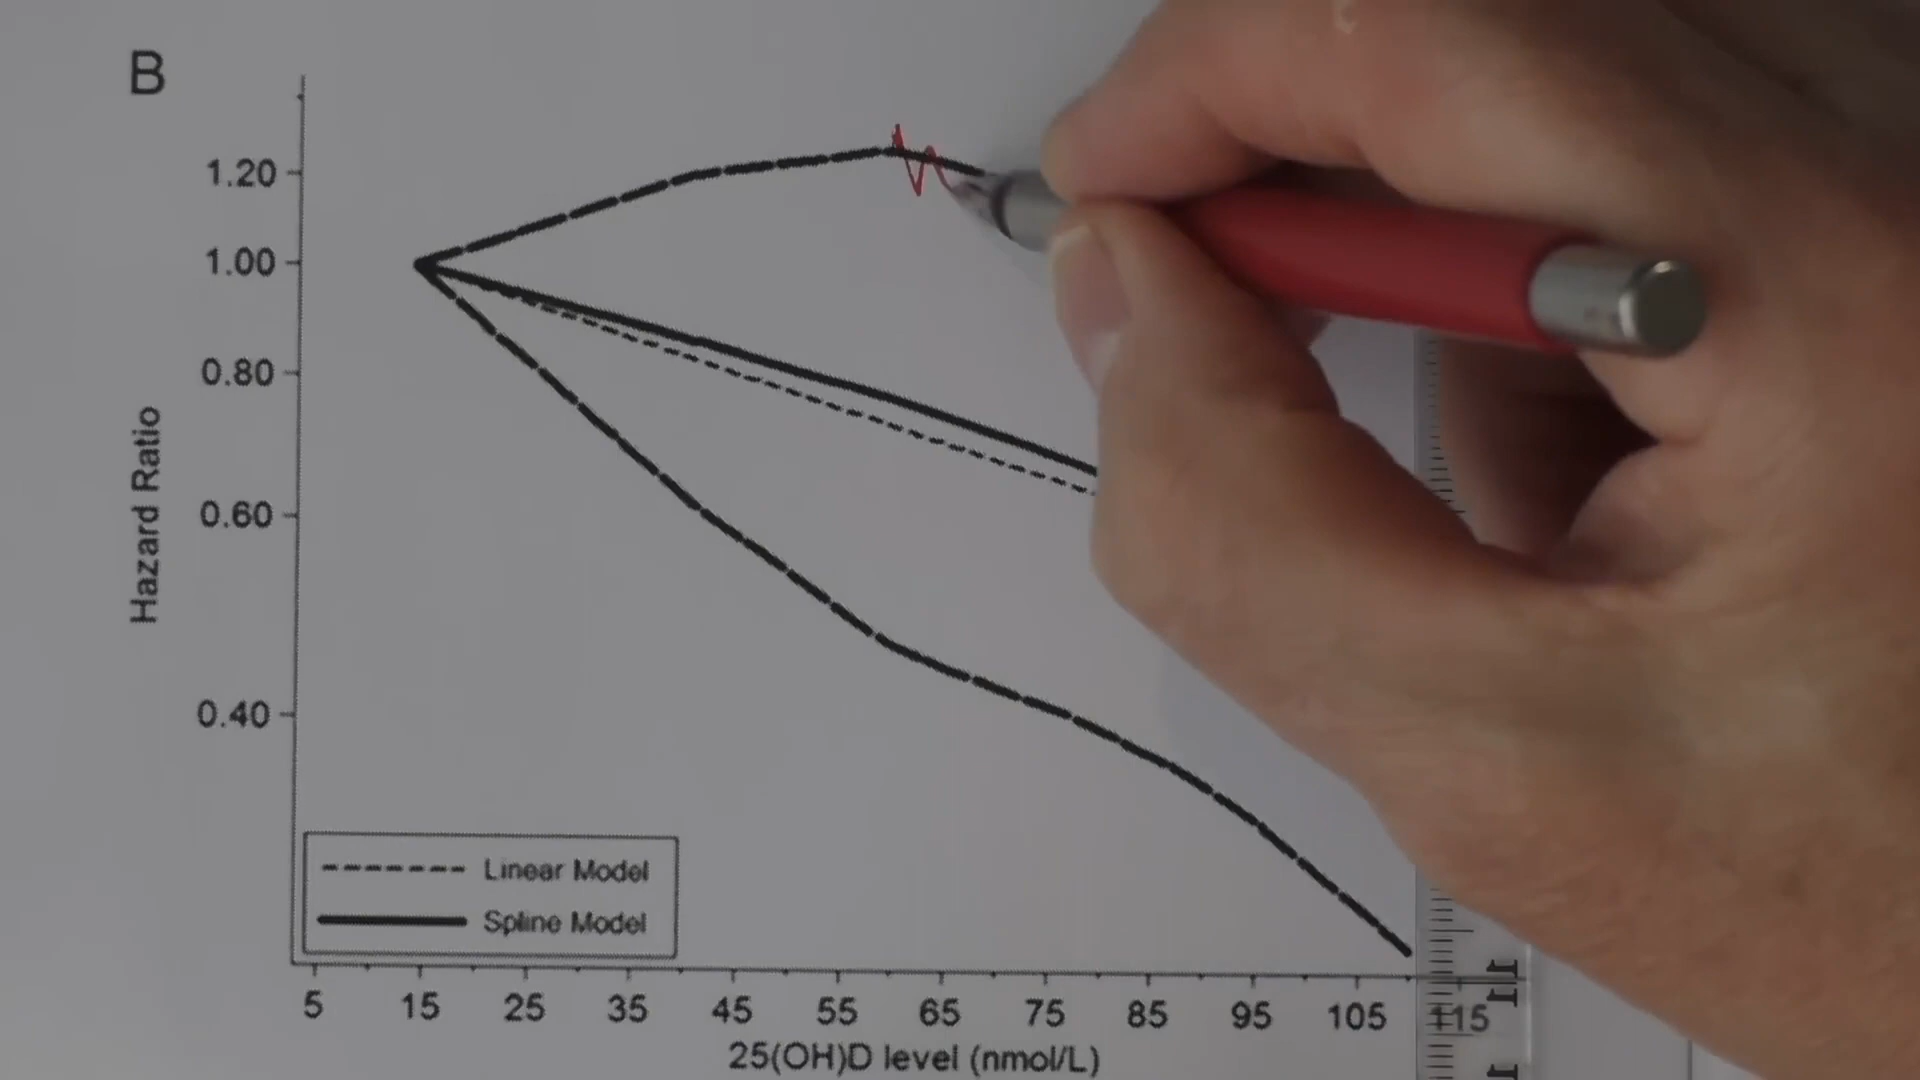 B
1.20
1.00
0.80
0.60
0.40
Hazard Ratio
Linear Model
Spline Model
5 15 25 35 45 55 65 75 85 95 105 115
25(OH)D level (nmol/L)